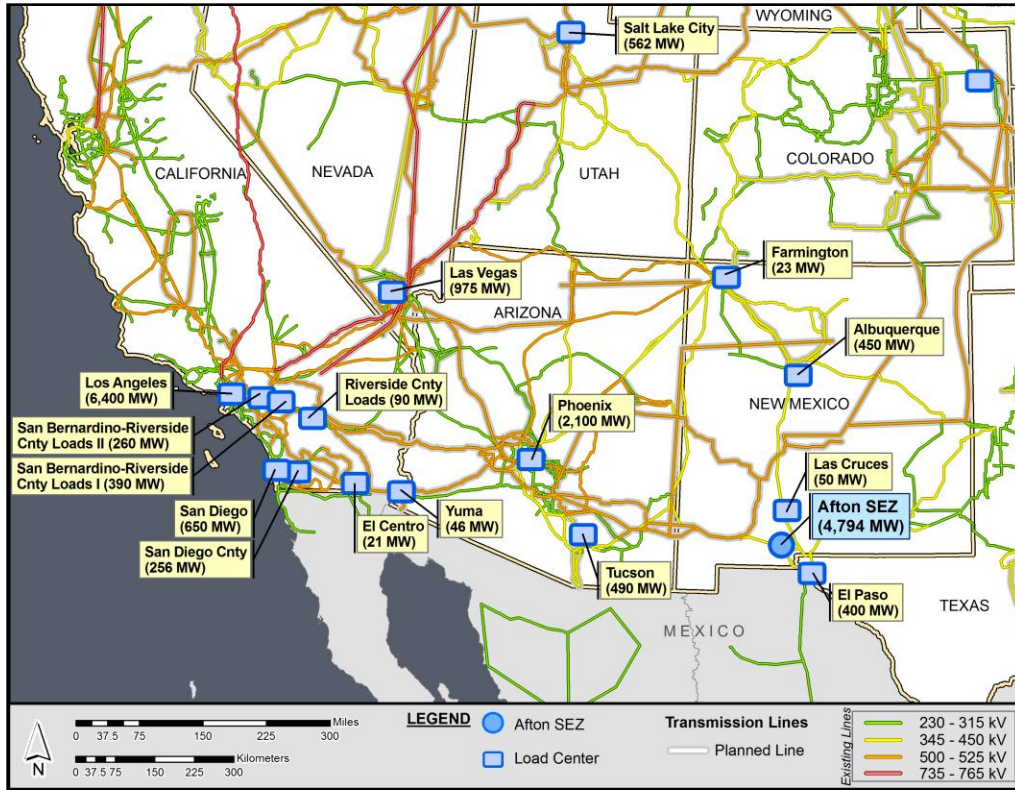 WYOMING
Salt Lake City
(562 MW)
CALIFORNIA
NEVADA
UTAH
COLORADO
Farmington
(23 MW)
Las Vegas
(975 MW)
ARIZONA
Albuquerque
(450 MW)
Los Angeles
(6,400 MW)
Riverside Cnty
Loads (90 MW)
Phoenix
(2,100 MW)
NEW MEXICO
San Bernardino-Riverside
Cnty Loads II (260 MW)
San Bernardino-Riverside
Cnty Loads I (390 MW)
Las Cruces
(50 MW)
San Diego
(650 MW)
El Centro
(21 MW)
Yuma
(46 MW)
Afton SEZ
(4,794 MW)
San Diego Cnty
(256 MW)
Tucson
(490 MW)
El Paso
(400 MW)
TEXAS
MEXICO
N
Miles
0 37.5 75 150 225 300
Kilometers
0 37.5 75 150 225 300
LEGEND
Afton SEZ
Load Center
Transmission Lines
Planned Line
Existing Lines
230 - 315 kV
345 - 450 kV
500 - 525 kV
735 - 765 kV